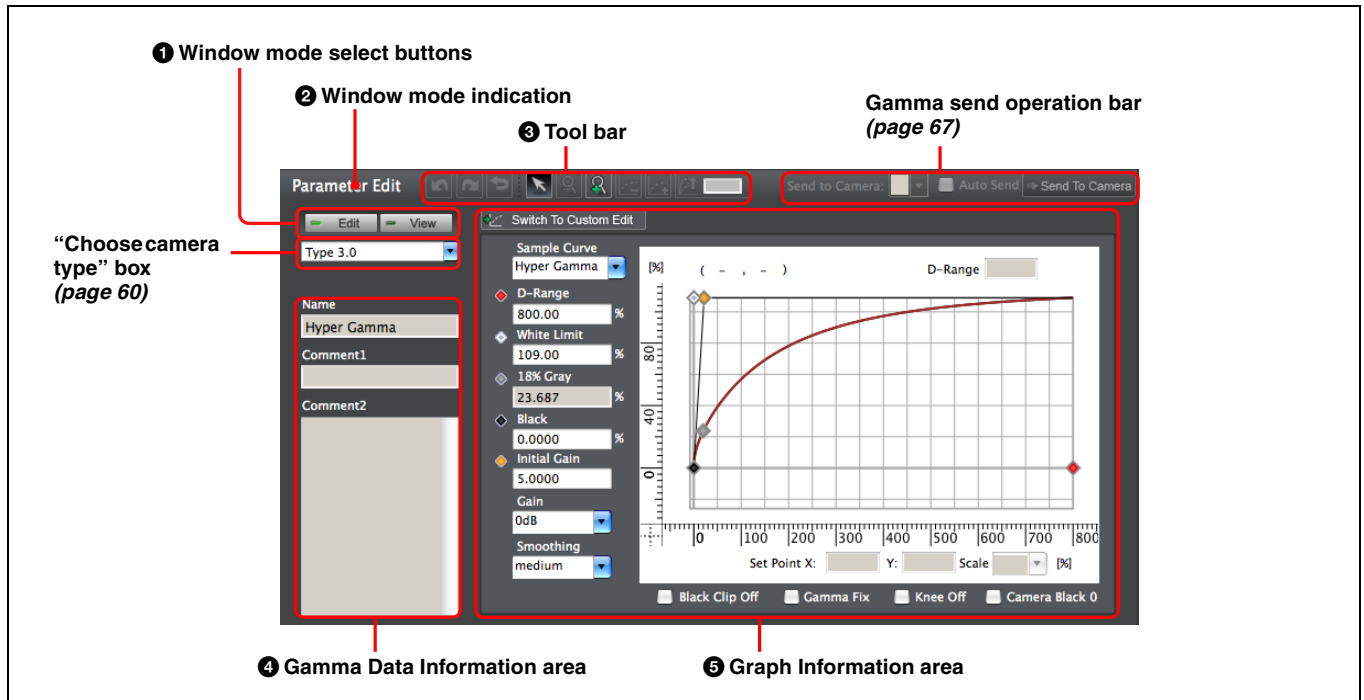 ❶ Window mode select buttons
❷ Window mode indication
❸ Tool bar
Gamma send operation bar
(page 67)
Parameter Edit
Send to Camera:
Auto Send
Send To Camera
Edit
View
Switch To Custom Edit
"Choose camera
type" box
(page 60)
Type 3.0
Name
Hyper Gamma
Comment1
Comment2
Sample Curve
Hyper Gamma
D-Range
800.00 %
White Limit
109.00 %
18% Gray
23.687 %
Black
0.0000 %
Initial Gain
5.0000
Gain
0dB
Smoothing
medium
[%]
( - , - )
D-Range
80
40
0
0 100 200 300 400 500 600 700 800
Set Point X: Y: Scale [%]
Black Clip Off
Gamma Fix
Knee Off
Camera Black 0
❹ Gamma Data Information area
❺ Graph Information area